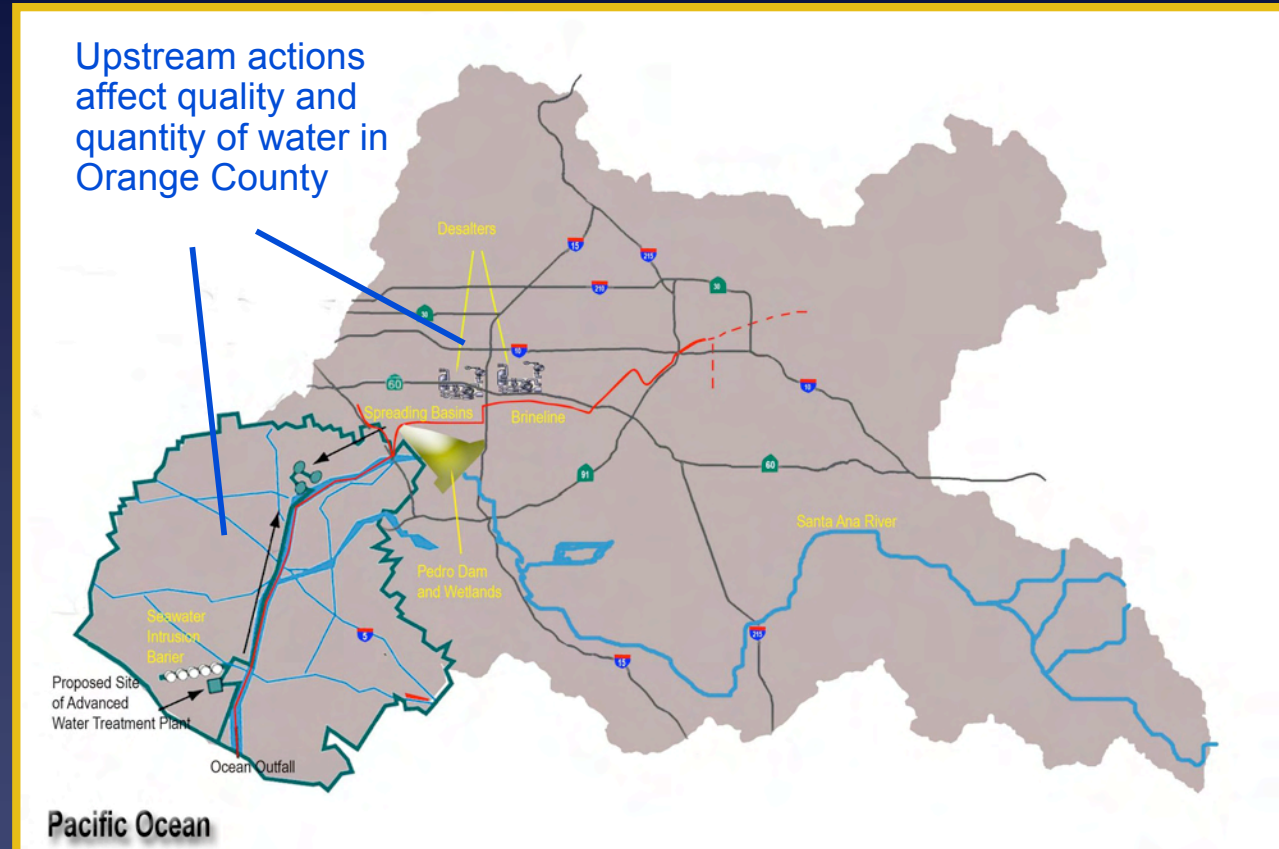 Upstream actions
affect quality and
quantity of water in
Orange County
Desalters
15
215
210
30
30
10
60
10
Spreading Basins
Brineline
91
60
Santa Ana River
Pedro Dam
and Wetlands
Seawater
Intrusion
Barier
5
215
15
Proposed Site
of Advanced
Water Treatment Plant
Ocean Outfall
Pacific Ocean